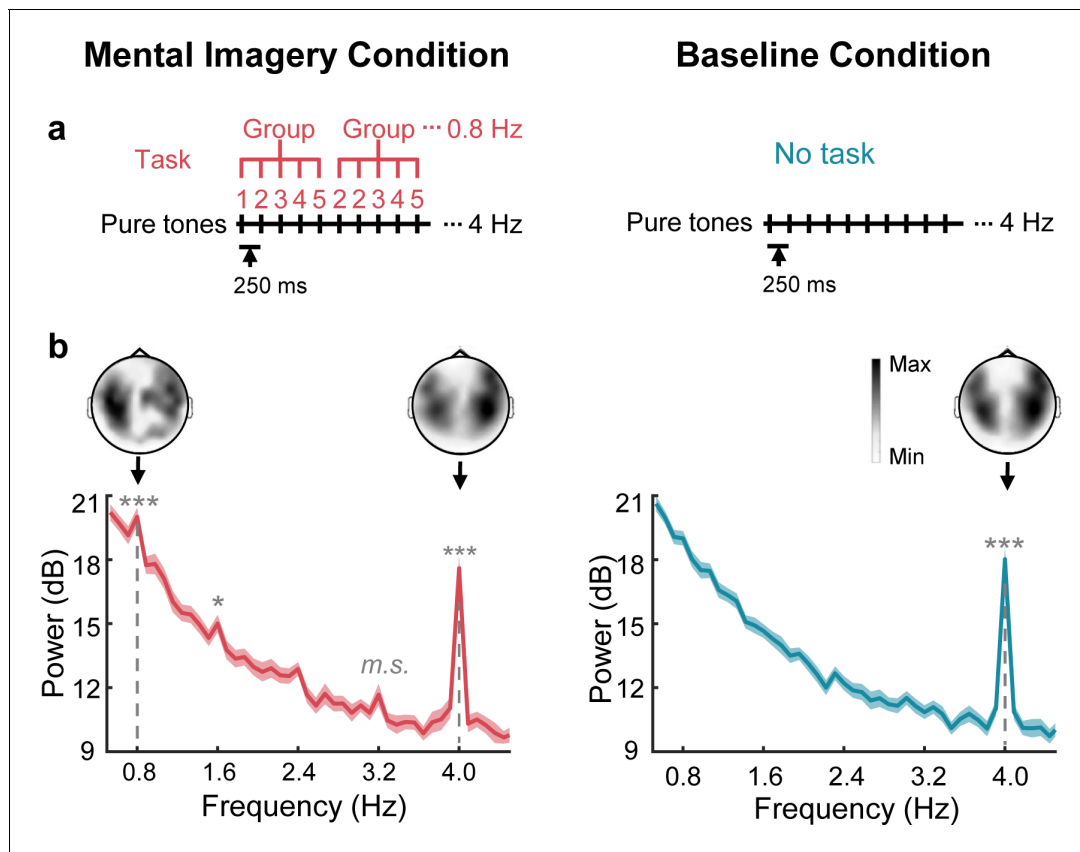 Mental Imagery Condition
Baseline Condition
a
Group
Group ··· 0.8 Hz
Task
1 2 3 4 5 2 2 3 4 5
Pure tones
··· 4 Hz
250 ms
No task
Pure tones
··· 4 Hz
250 ms
b
Max
Min
21
18
15
12
9
Power (dB)
***
*
m.s.
***
0.8 1.6 2.4 3.2 4.0
Frequency (Hz)
21
18
15
12
9
Power (dB)
***
0.8 1.6 2.4 3.2 4.0
Frequency (Hz)